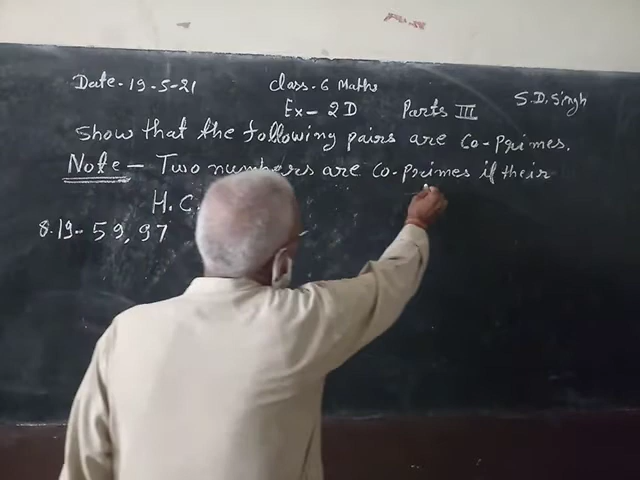 Date-19-5-21 Class-6 Maths S.D. Singh
Ex-2D Parts III
Show that the following pairs are Co-primes.
Note- Two numbers are Co-primes if their
H.C.
8.19- 59, 97